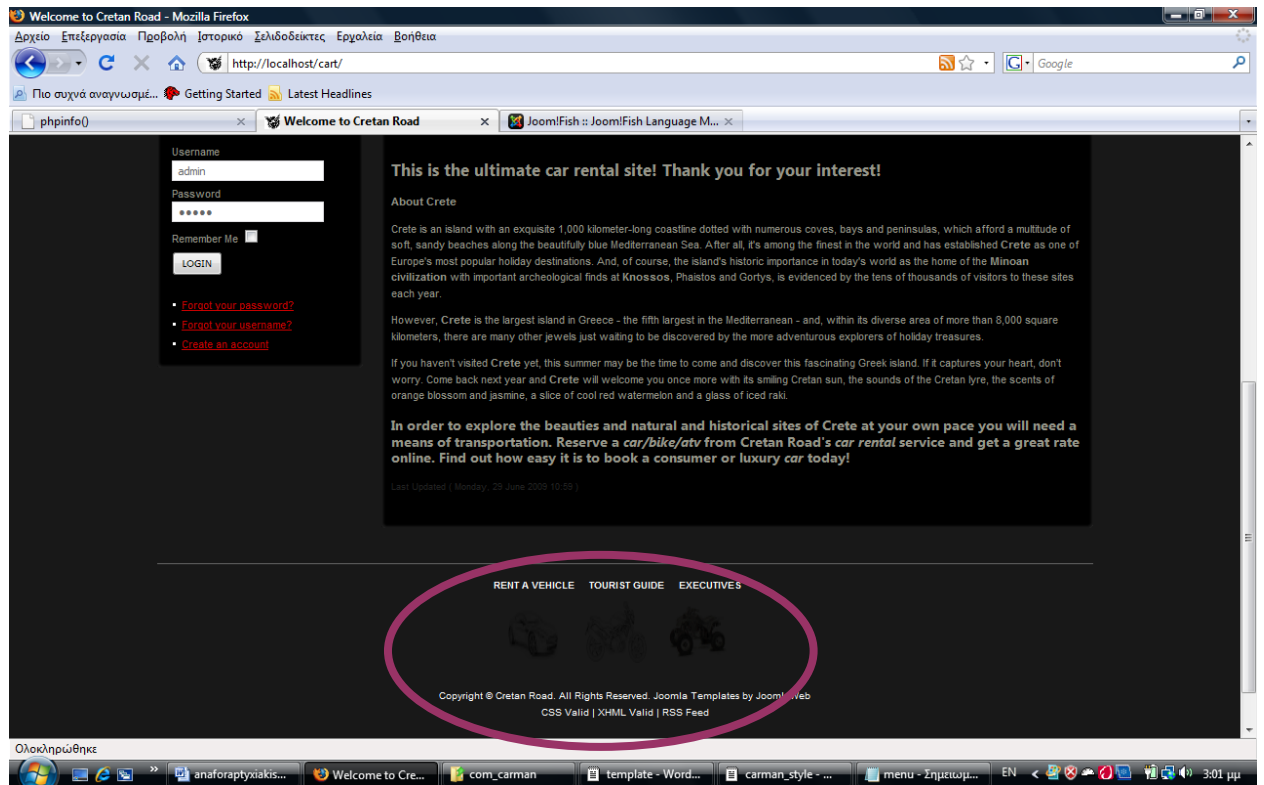 Welcome to Cretan Road - Mozilla Firefox
Αρχείο Επεξεργασία Προβολή Ιστορικό Σελιδοδείκτες Εργαλεία Βοήθεια
http://localhost/cart/
G Google
Πιο συχνά αναγνωσμέ... Getting Started Latest Headlines
phpinfo() Welcome to Cretan Road Joom!Fish :: Joom!Fish Language M...
Username
admin
Password
•••••
Remember Me
LOGIN
Forgot your password?
Forgot your username?
Create an account
This is the ultimate car rental site! Thank you for your interest!
About Crete
Crete is an island with an exquisite 1,000 kilometer-long coastline dotted with numerous coves, bays and peninsulas, which afford a multitude of
soft, sandy beaches along the beautifully blue Mediterranean Sea. After all, it's among the finest in the world and has established Crete as one of
Europe's most popular holiday destinations. And, of course, the island's historic importance in today's world as the home of the Minoan
civilization with important archeological finds at Knossos, Phaistos and Gortys, is evidenced by the tens of thousands of visitors to these sites
each year.
However, Crete is the largest island in Greece - the fifth largest in the Mediterranean - and, within its diverse area of more than 8,000 square
kilometers, there are many other jewels just waiting to be discovered by the more adventurous explorers of holiday treasures.
If you haven't visited Crete yet, this summer may be the time to come and discover this fascinating Greek island. If it captures your heart, don't
worry. Come back next year and Crete will welcome you once more with its smiling Cretan sun, the sounds of the Cretan lyre, the scents of
orange blossom and jasmine, a slice of cool red watermelon and a glass of iced raki.
In order to explore the beauties and natural and historical sites of Crete at your own pace you will need a
means of transportation. Reserve a car/bike/atv from Cretan Road's car rental service and get a great rate
online. Find out how easy it is to book a consumer or luxury car today!
Last Updated ( Monday, 29 June 2009 10:59 )
RENT A VEHICLE TOURIST GUIDE EXECUTIVES
Copyright © Cretan Road. All Rights Reserved. Joomla Templates by
CSS Valid | XHML Valid | RSS Feed
Ολοκληρώθηκε
anaforaptyxiakis... Welcome to Cre... com_carman template - Word... carman_style - ... menu - Σημειωμ... EN 3:01 μμ